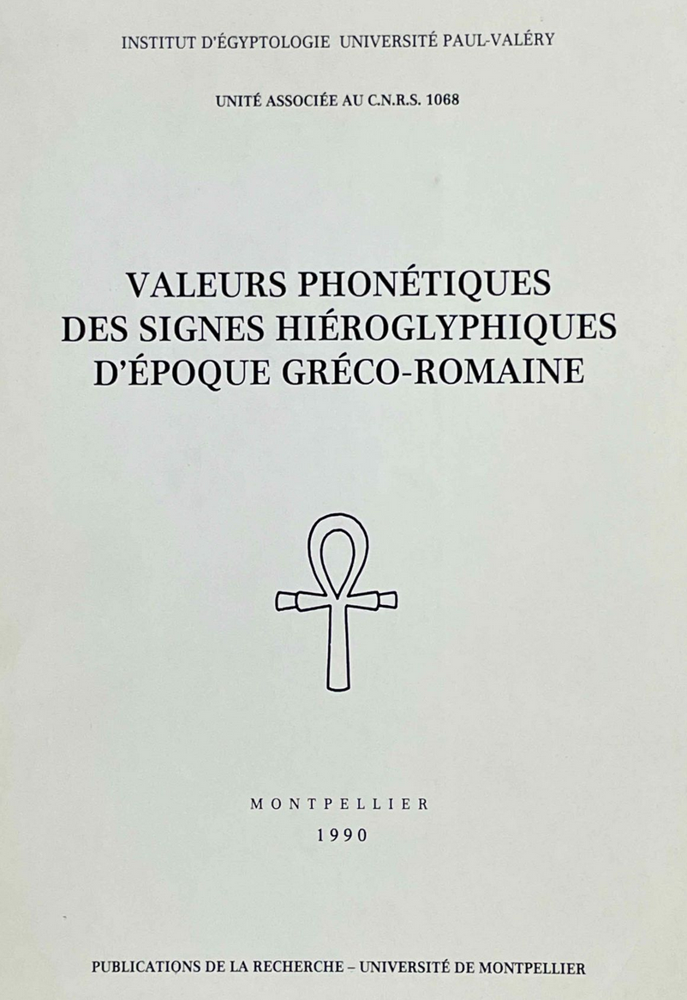 INSTITUT D'ÉGYPTOLOGIE UNIVERSITÉ PAUL-VALÉRY
UNITÉ ASSOCIÉE AU C.N.R.S. 1068
VALEURS PHONÉTIQUES
DES SIGNES HIÉROGLYPHIQUES
D'ÉPOQUE GRÉCO-ROMAINE
MONTPELLIER
1990
PUBLICATIONS DE LA RECHERCHE – UNIVERSITÉ DE MONTPELLIER